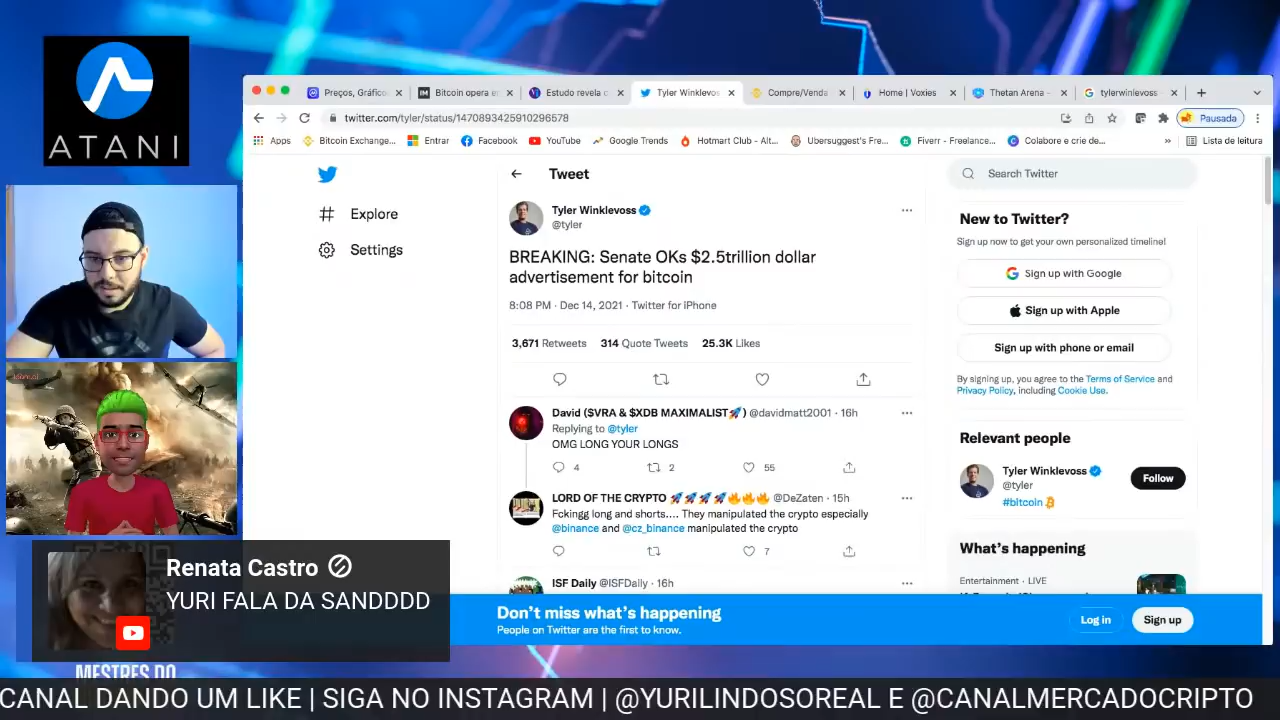 ATANI
Preços, Gráfico
Bitcoin opera e
Estudo revela c
Tyler Winklevos
Compre/Venda
Home | Voxies
Thetan Arena –
tylerwinlevoss
twitter.com/tyler/status/1470893425910296578
Pausada
Apps
Bitcoin Exchange...
Entrar
Facebook
YouTube
Google Trends
Hotmart Club - Alt...
Ubersuggest's Fre...
Fiverr - Freelance...
Colabore e crie de...
»
Lista de leitura
Explore
Settings
Tweet
Tyler Winklevoss
@tyler
BREAKING: Senate OKs $2.5trillion dollar
advertisement for bitcoin
8:08 PM · Dec 14, 2021 · Twitter for iPhone
3,671 Retweets 314 Quote Tweets 25.3K Likes
David ($VRA & $XDB MAXIMALIST🚀) @davidmatt2001 · 16h
Replying to @tyler
OMG LONG YOUR LONGS
4 2 55
LORD OF THE CRYPTO 🚀🚀🚀🚀🔥🔥🔥 @DeZaten · 15h
Fckingg long and shorts.... They manipulated the crypto especially
@binance and @cz_binance manipulated the crypto
7
ISF Daily @ISFDaily · 16h
Search Twitter
New to Twitter?
Sign up now to get your own personalized timeline!
Sign up with Google
Sign up with Apple
Sign up with phone or email
By signing up, you agree to the Terms of Service and
Privacy Policy, including Cookie Use.
Relevant people
Tyler Winklevoss
@tyler
#bitcoin
Follow
What's happening
Entertainment · LIVE
Don't miss what's happening
People on Twitter are the first to know.
Log in
Sign up
Renata Castro
YURI FALA DA SANDDDD
MESTRES DO
CANAL DANDO UM LIKE | SIGA NO INSTAGRAM | @YURILINDOSOREAL E @CANALMERCADOCRIPTO